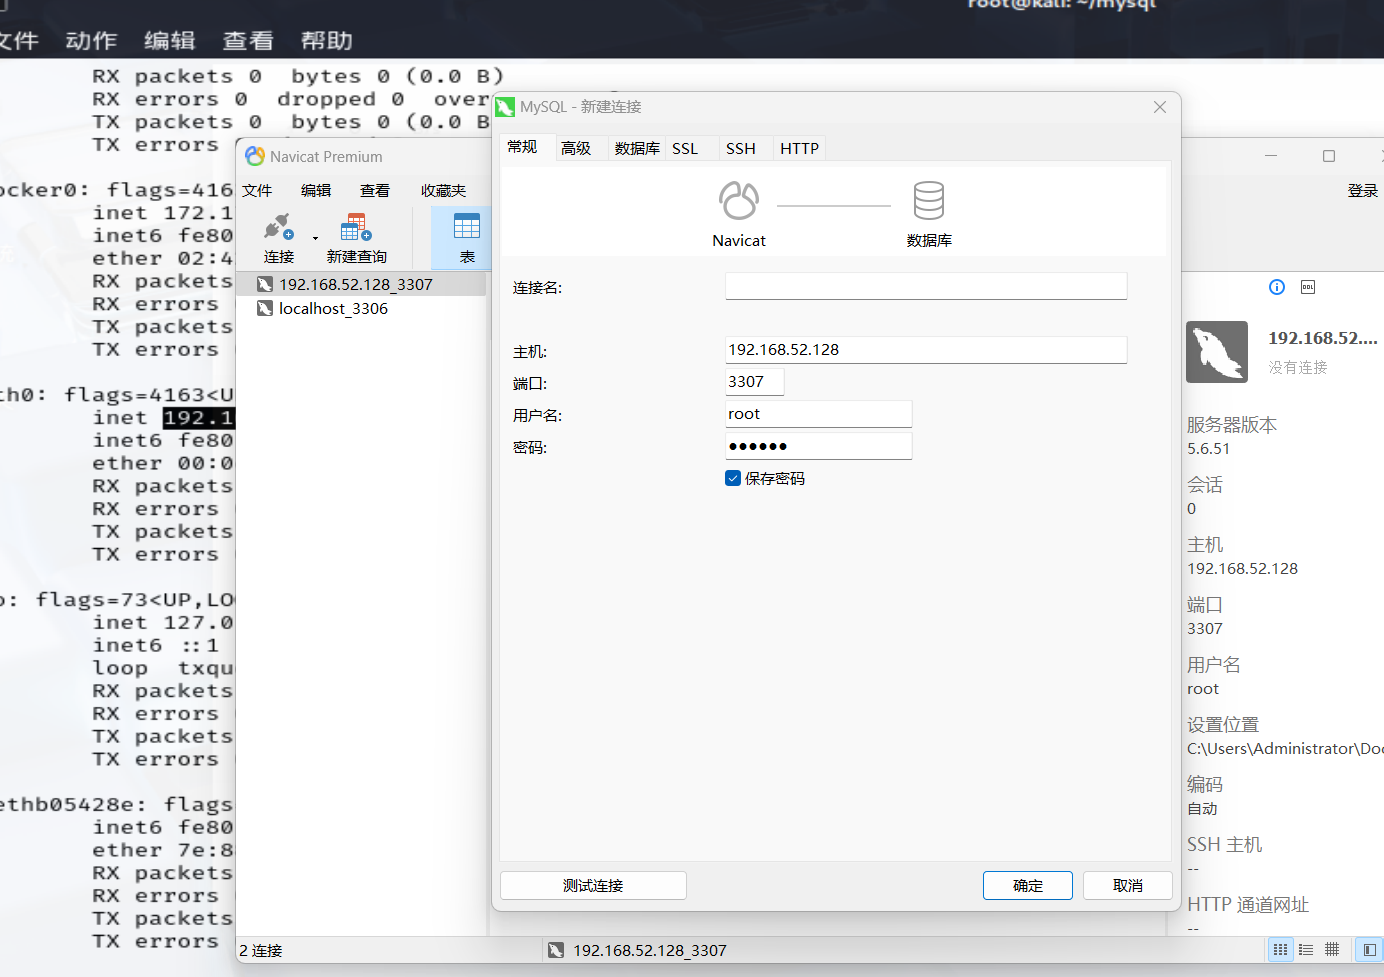 root@kali: ~/mysql
文件 动作 编辑 查看 帮助
RX packets 0 bytes 0 (0.0 B)
RX errors 0 dropped 0 over
TX packets 0 bytes 0 (0.0 B
TX errors
ocker0: flags=416
inet 172.1
inet6 fe80
ether 02:4
RX packets
RX errors
TX packets
TX errors
th0: flags=4163<U
inet 192.1
inet6 fe80
ether 00:0
RX packets
RX errors
TX packets
TX errors
o: flags=73<UP,LO
inet 127.0
inet6 ::1
loop txqu
RX packets
RX errors
TX packets
TX errors
ethb05428e: flags
inet6 fe80
ether 7e:8
RX packets
RX errors
TX packets
TX errors
Navicat Premium
文件 编辑 查看 收藏夹
登录
连接 新建查询 表
192.168.52.128_3307
localhost_3306
MySQL - 新建连接
常规 高级 数据库 SSL SSH HTTP
Navicat 数据库
连接名:
主机: 192.168.52.128
端口: 3307
用户名: root
密码: ●●●●●●
保存密码
测试连接 确定 取消
DDL
192.168.52....
没有连接
服务器版本
5.6.51
会话
0
主机
192.168.52.128
端口
3307
用户名
root
设置位置
C:\Users\Administrator\Doc
编码
自动
SSH 主机
--
HTTP 通道网址
--
2 连接 192.168.52.128_3307